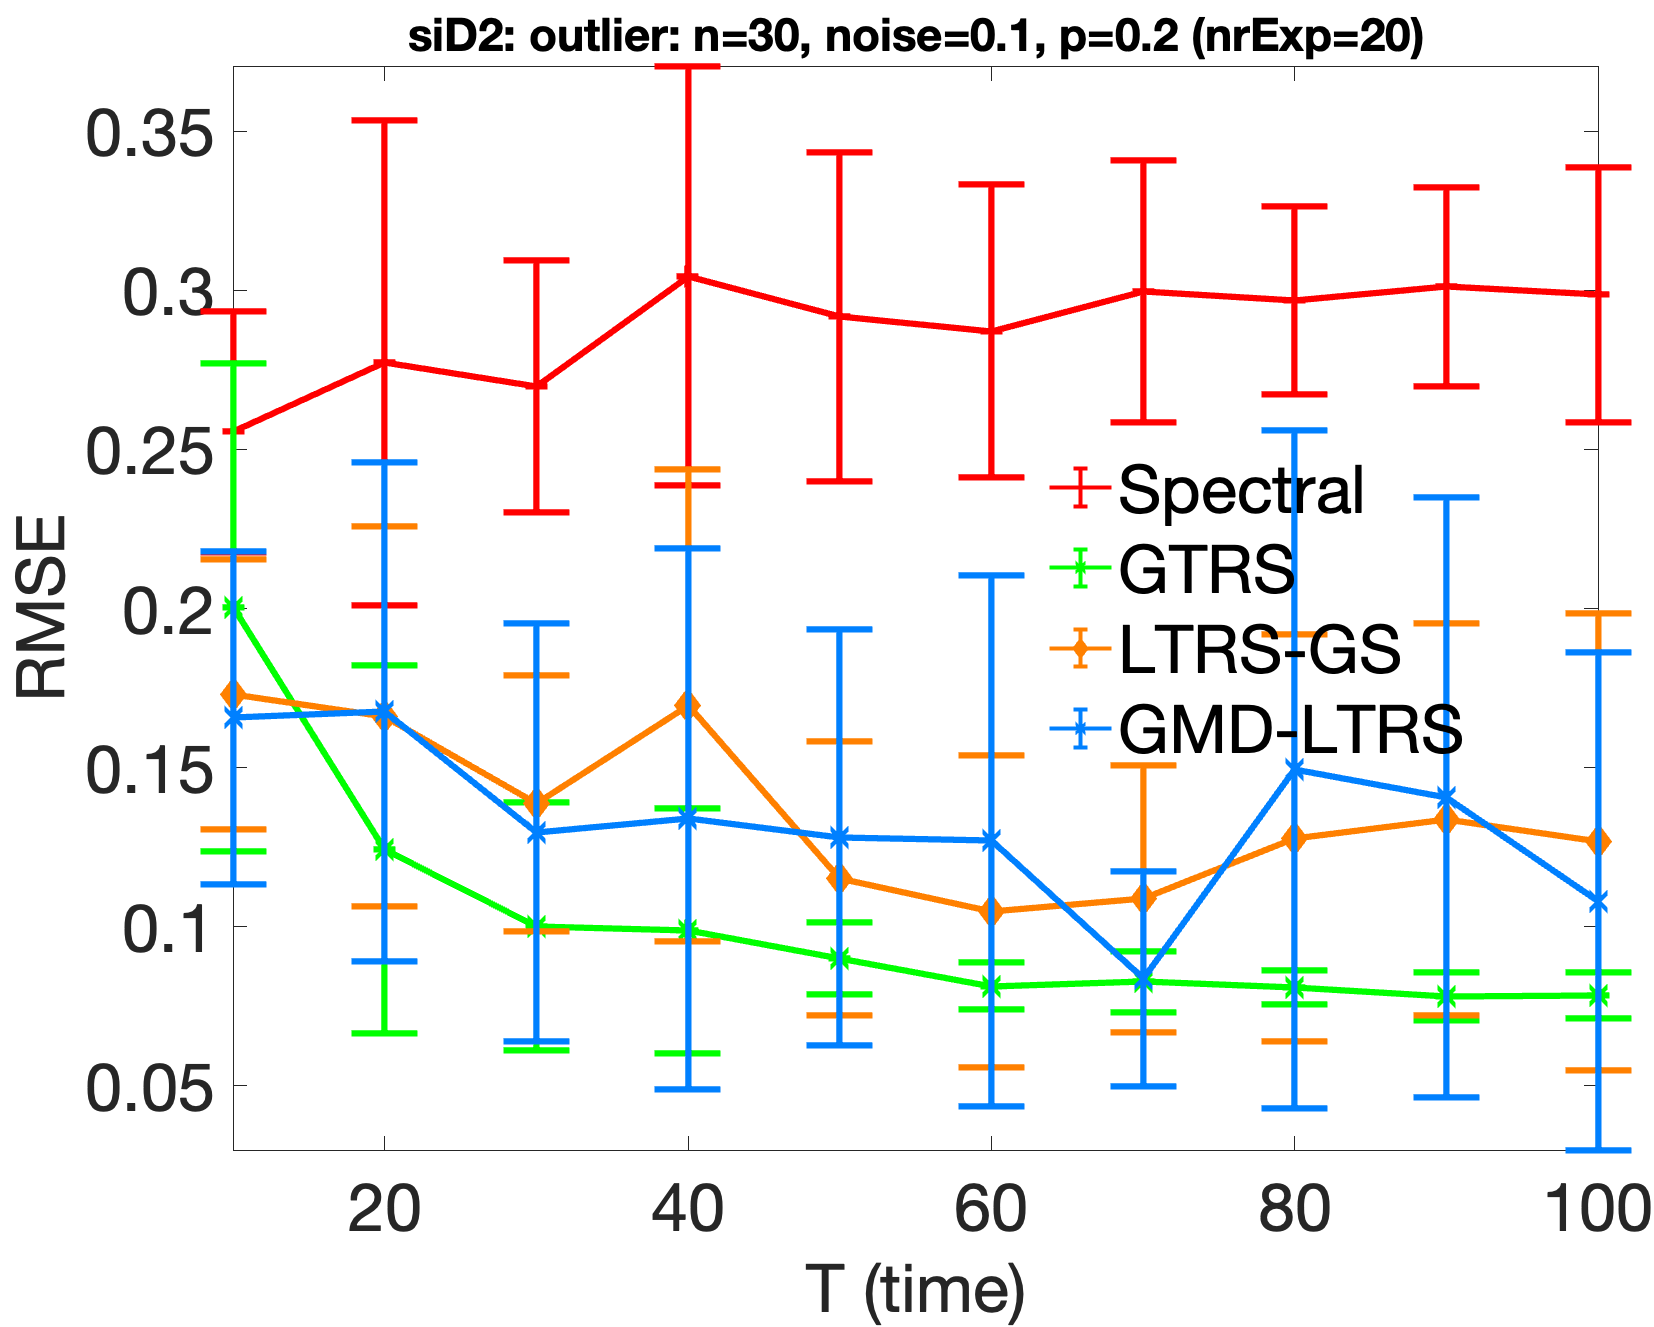 siD2: outlier: n=30, noise=0.1, p=0.2 (nrExp=20)
0.35
0.3
0.25
0.2
0.15
0.1
0.05
RMSE
Spectral
GTRS
LTRS-GS
GMD-LTRS
20 40 60 80 100
T (time)